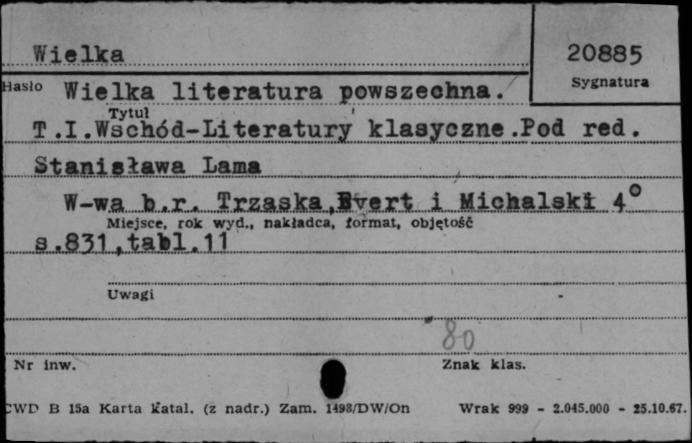 Wielka
20885
Hasło
Sygnatura
Wielka literatura powszechna.
Tytuł
T.I.Wschód-Literatury klasyczne.Pod red.
Stanisława Lama
W-wa b.r. Trzaska,Evert i Michalski 4°
Miejsce, rok wyd., nakładca, format, objętość
s.831,tabl.11
Uwagi
80
Nr inw.
Znak klas.
CWD B 15a Karta katal. (z nadr.) Zam. 1498/DW/On Wrak 999 - 2.045.000 - 25.10.67.